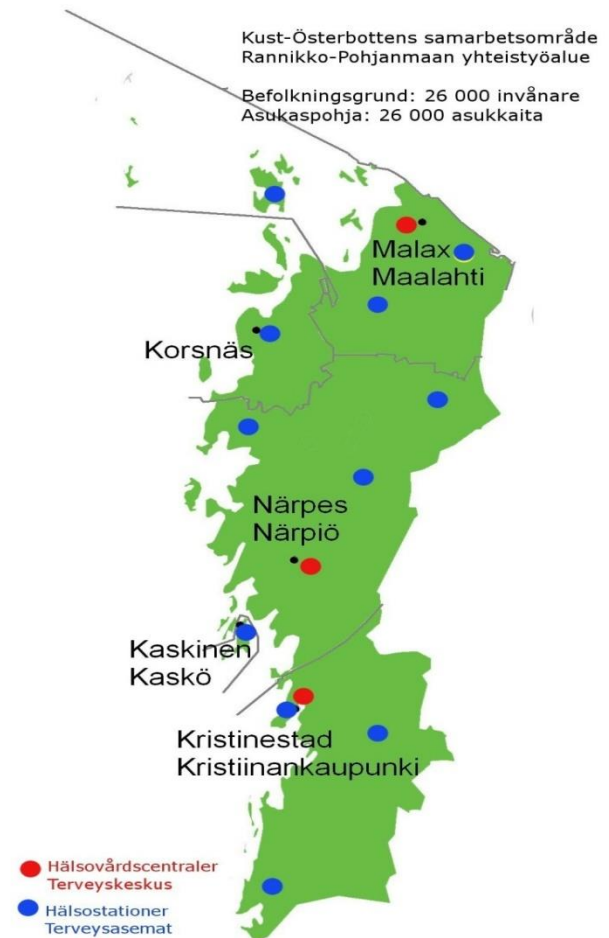 Kust-Österbottens samarbetsområde
Rannikko-Pohjanmaan yhteistyöalue
Befolkningsgrund: 26 000 invånare
Asukaspohja: 26 000 asukkaita
Malax
Maalahti
Korsnäs
Närpes
Närpiö
Kaskinen
Kaskö
Kristinestad
Kristiinankaupunki
Hälsovårdscentraler
Terveyskeskus
Hälsostationer
Terveysasemat